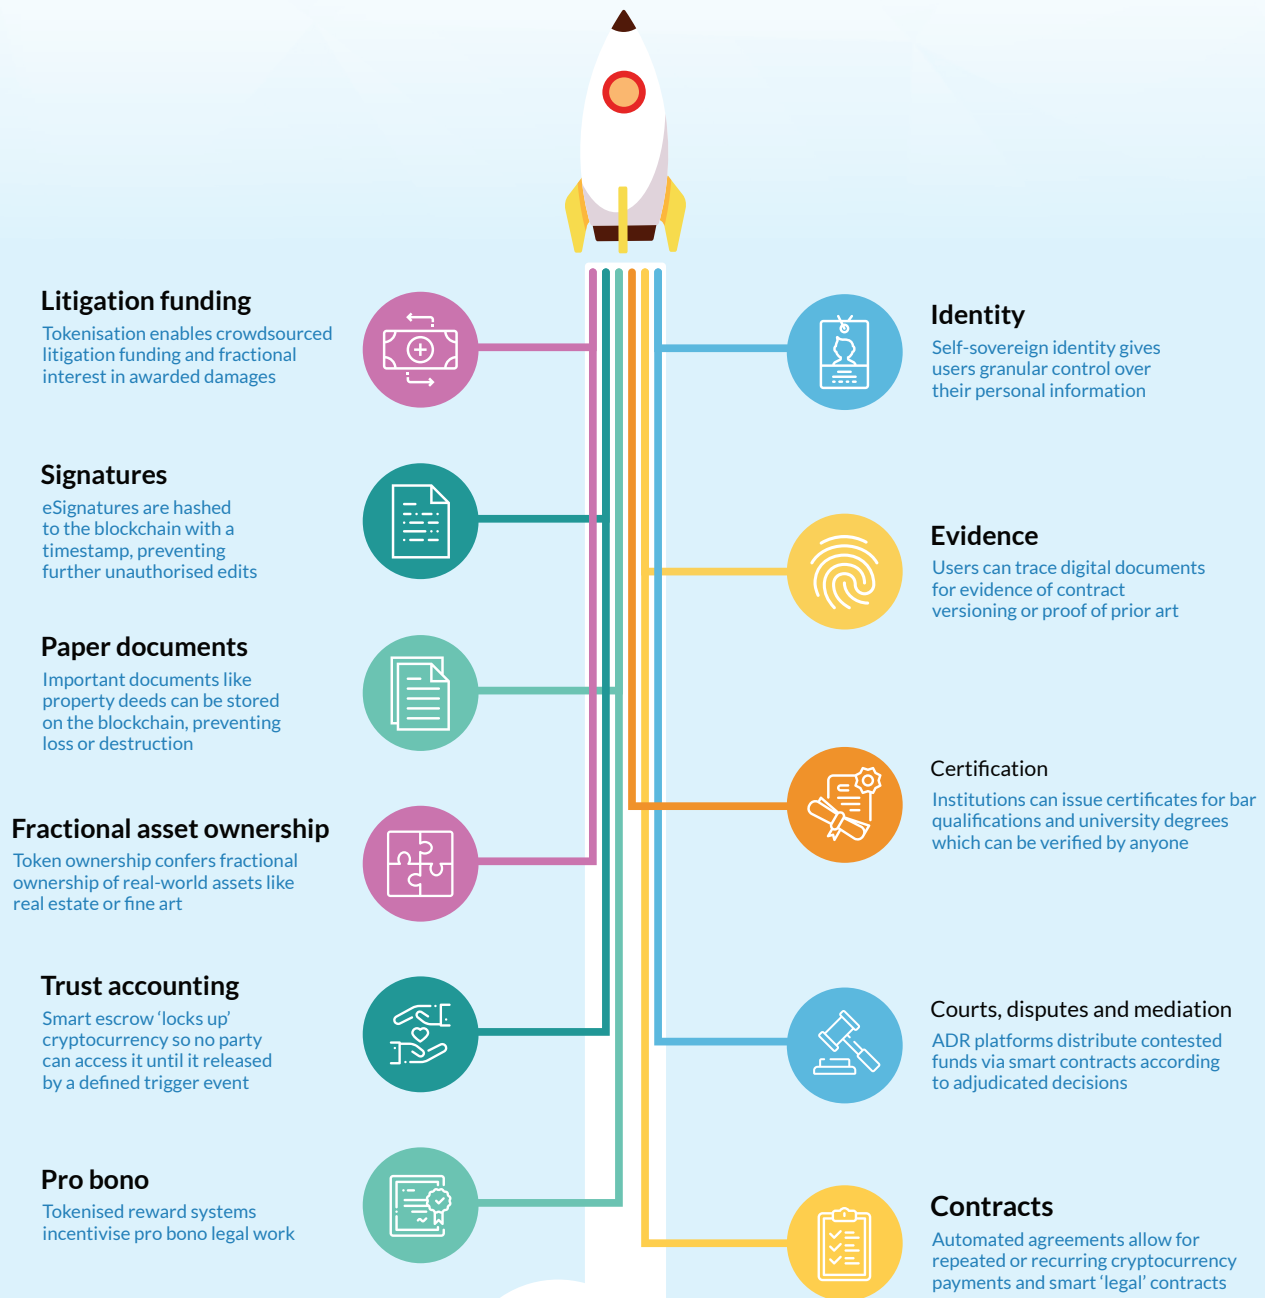 Litigation funding
Tokenisation enables crowdsourced
litigation funding and fractional
interest in awarded damages
Signatures
eSignatures are hashed
to the blockchain with a
timestamp, preventing
further unauthorised edits
Paper documents
Important documents like
property deeds can be stored
on the blockchain, preventing
loss or destruction
Fractional asset ownership
Token ownership confers fractional
ownership of real-world assets like
real estate or fine art
Trust accounting
Smart escrow ‘locks up’
cryptocurrency so no party
can access it until it released
by a defined trigger event
Pro bono
Tokenised reward systems
incentivise pro bono legal work
Identity
Self-sovereign identity gives
users granular control over
their personal information
Evidence
Users can trace digital documents
for evidence of contract
versioning or proof of prior art
Certification
Institutions can issue certificates for bar
qualifications and university degrees
which can be verified by anyone
Courts, disputes and mediation
ADR platforms distribute contested
funds via smart contracts according
to adjudicated decisions
Contracts
Automated agreements allow for
repeated or recurring cryptocurrency
payments and smart ‘legal’ contracts